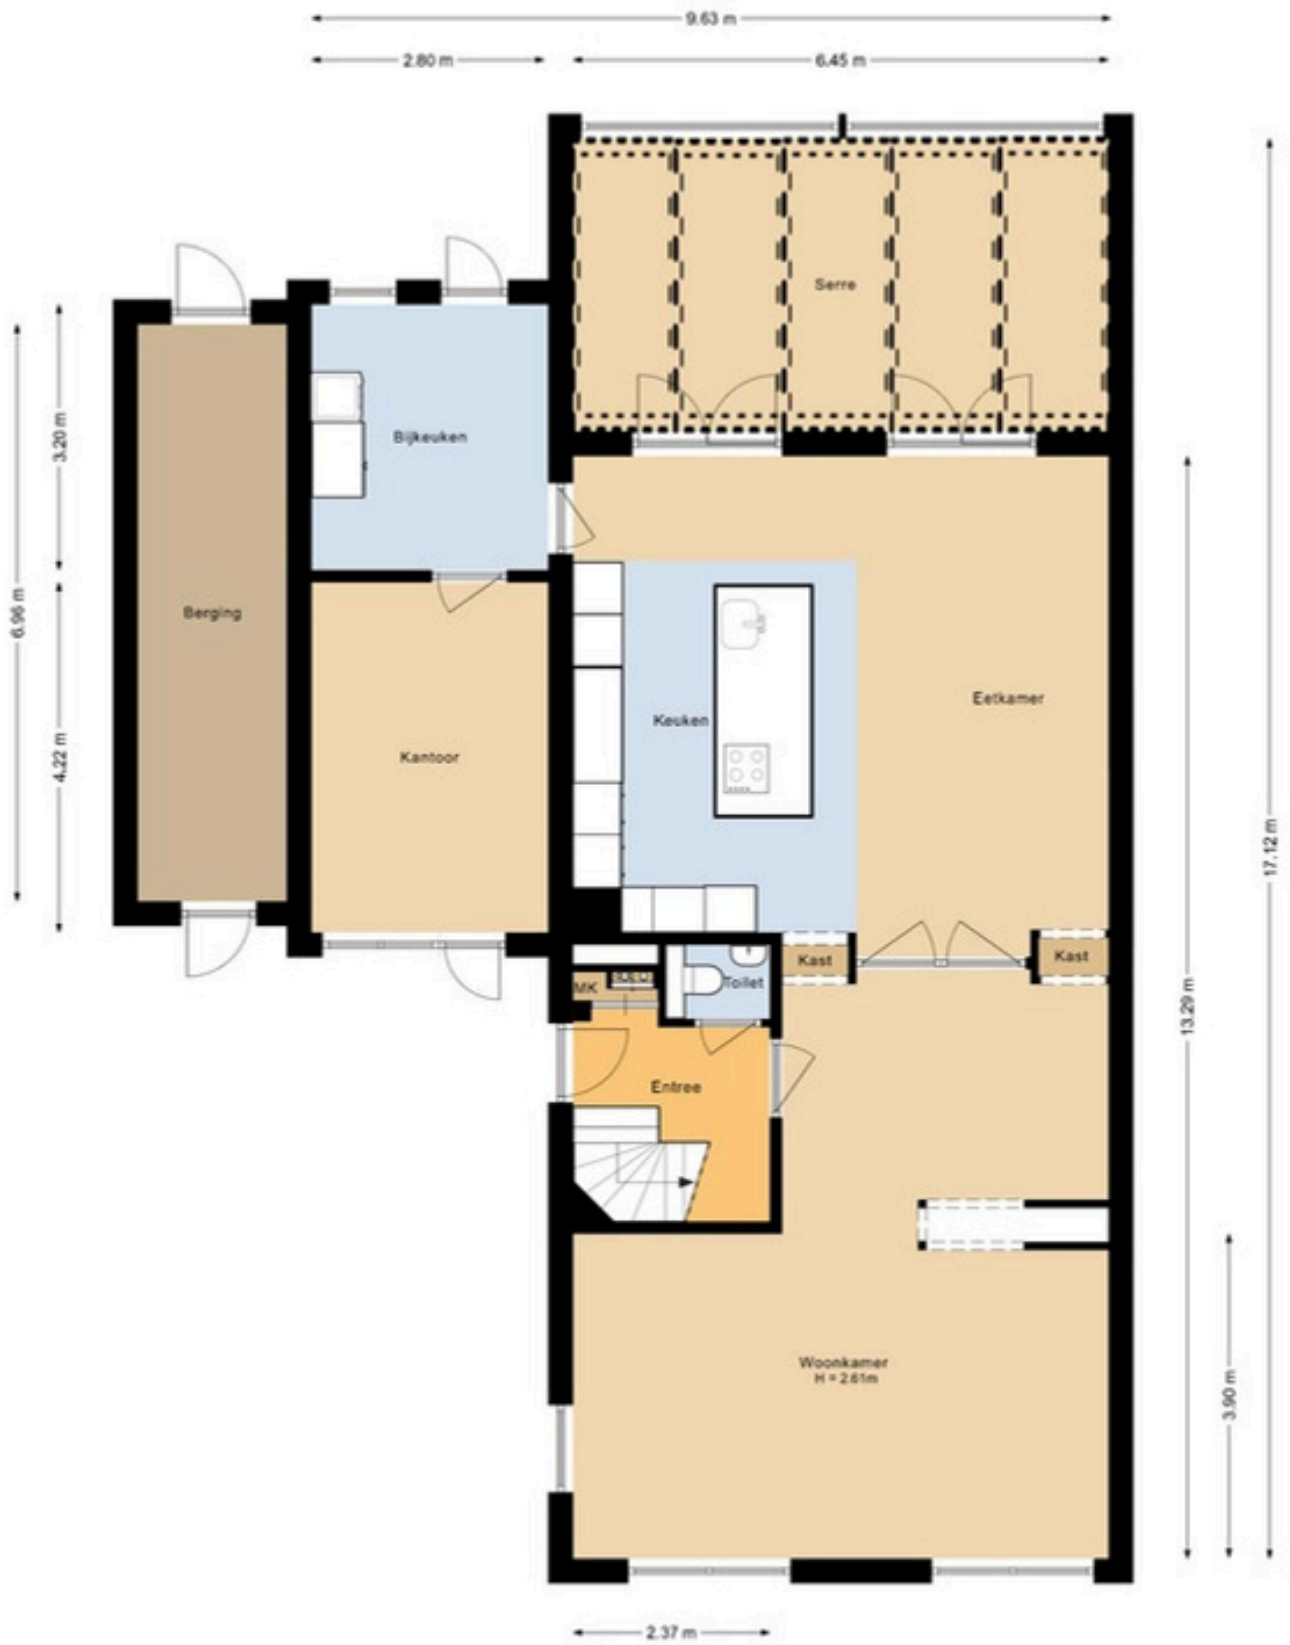 9.63 m
2.80 m
6.45 m
Serre
3.20 m
Bijkeuken
6.96 m
Berging
4.22 m
Kantoor
Keuken
Eetkamer
17.12 m
Kast
Kast
MK
Toilet
13.29 m
Entree
Woonkamer
H = 2.61m
3.90 m
2.37 m